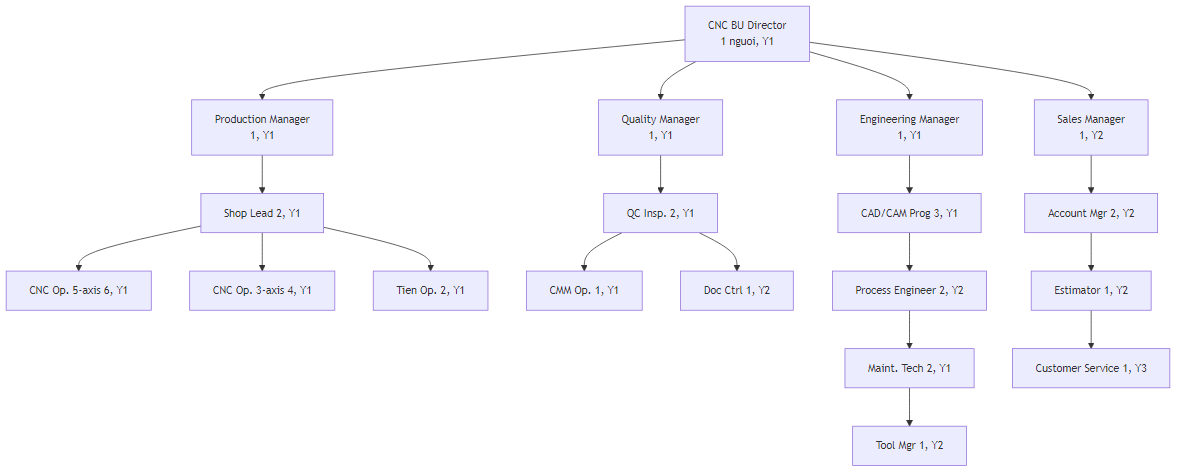 CNC BU Director
1 nguoi, Y1
Production Manager
1, Y1
Quality Manager
1, Y1
Engineering Manager
1, Y1
Sales Manager
1, Y2
Shop Lead 2, Y1
QC Insp. 2, Y1
CAD/CAM Prog 3, Y1
Account Mgr 2, Y2
CNC Op. 5-axis 6, Y1
CNC Op. 3-axis 4, Y1
Tien Op. 2, Y1
CMM Op. 1, Y1
Doc Ctrl 1, Y2
Process Engineer 2, Y2
Estimator 1, Y2
Maint. Tech 2, Y1
Customer Service 1, Y3
Tool Mgr 1, Y2